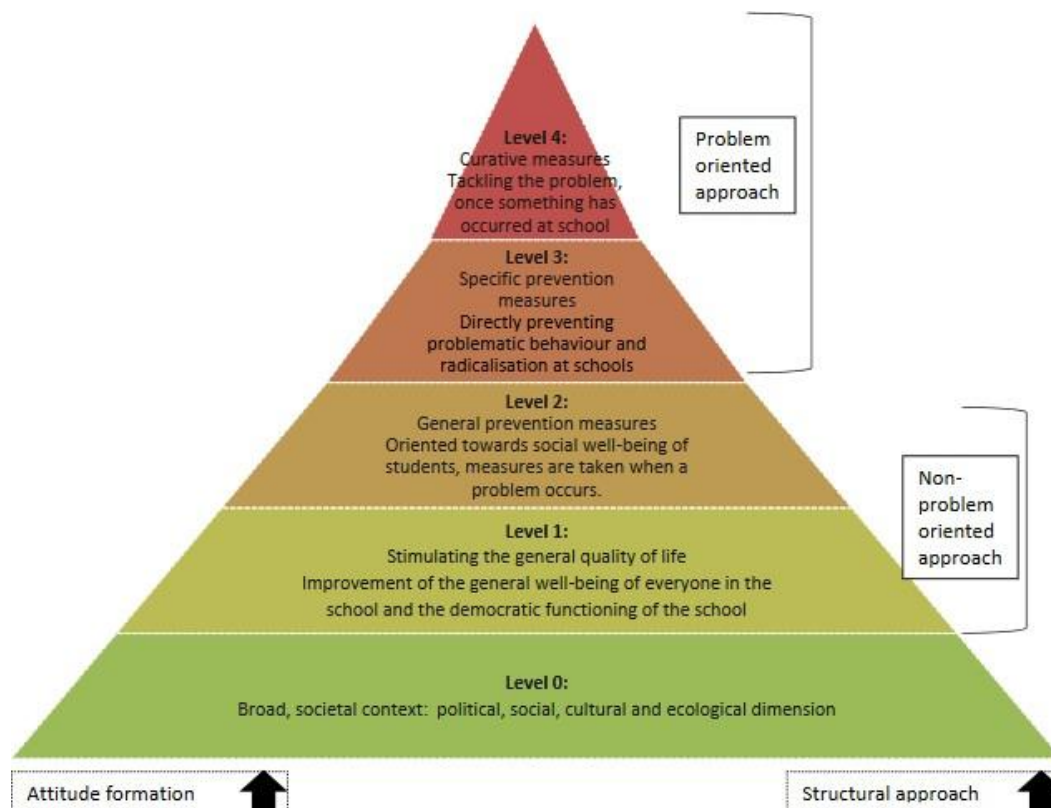 Level 4:
Curative measures
Tackling the problem,
once something has
occurred at school
Problem
oriented
approach
Level 3:
Specific prevention
measures
Directly preventing
problematic behaviour and
radicalisation at schools
Level 2:
General prevention measures
Oriented towards social well-being of
students, measures are taken when a
problem occurs.
Non-
problem
oriented
approach
Level 1:
Stimulating the general quality of life
Improvement of the general well-being of everyone in the
school and the democratic functioning of the school
Level 0:
Broad, societal context: political, social, cultural and ecological dimension
Attitude formation
Structural approach